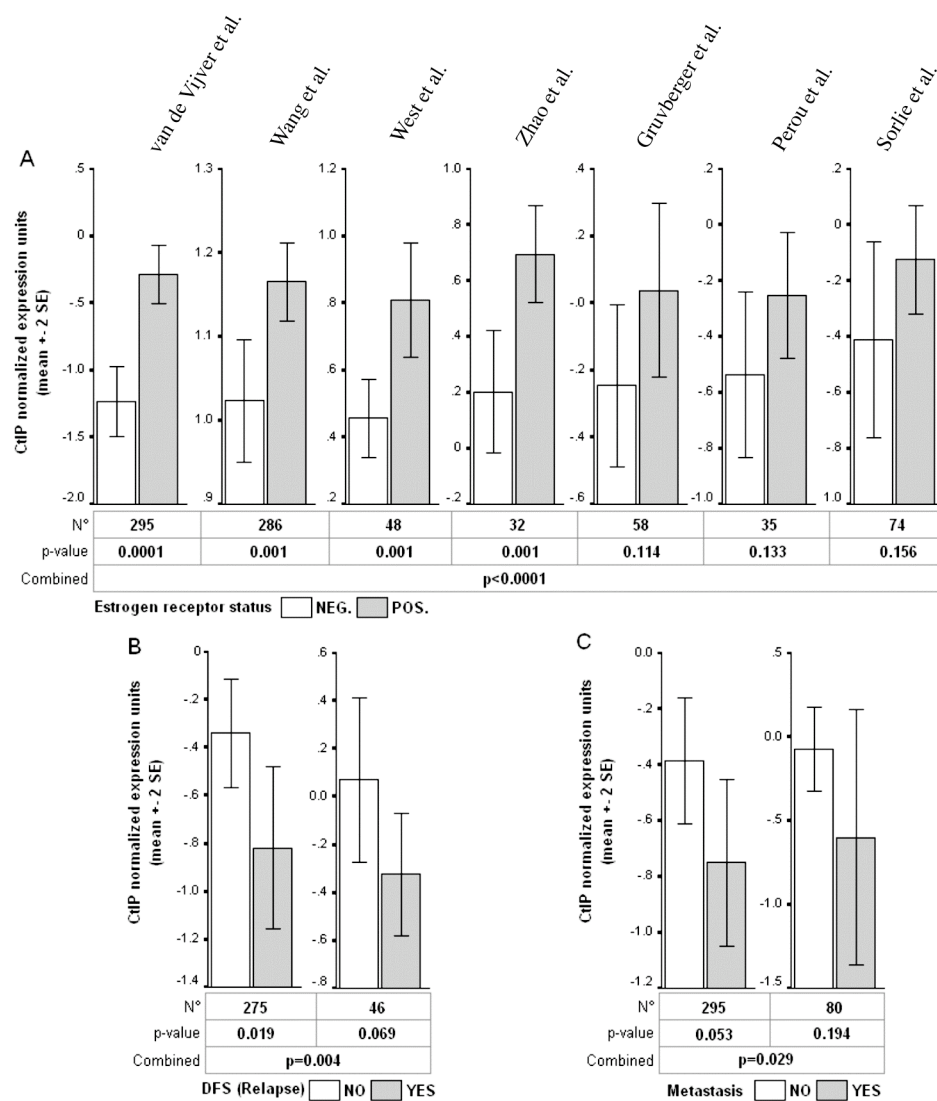 van de Vijver et al.
Wang et al.
West et al.
Zhao et al.
Gruvberger et al.
Perou et al.
Sorlie et al.
A
CtIP normalized expression units
(mean +- 2 SE)
.5
0
-.5
-1.0
-1.5
-2.0
1.3
1.2
1.1
1.0
.9
1.2
1.0
.8
.6
.4
.2
1.0
.8
.6
.4
.2
0
-.2
.4
.2
-.0
-.2
-.4
-.6
.2
0
-.2
-.4
-.6
-.8
-1.0
.2
0
-.2
-.4
-.6
-.8
1.0
N° 295 286 48 32 58 35 74
p-value 0.0001 0.001 0.001 0.001 0.114 0.133 0.156
Combined p<0.0001
Estrogen receptor status NEG. POS.
B
CtIP normalized expression units
(mean +- 2 SE)
0
-.2
-.4
-.6
-.8
-1.0
-1.2
-1.4
.6
.4
.2
0.0
-.2
-.4
-.6
-.8
N° 275 46
p-value 0.019 0.069
Combined p=0.004
DFS (Relapse) NO YES
C
CtIP normalized expression units
(mean +- 2 SE)
0.0
-.2
-.4
-.6
-.8
-1.0
-1.2
.5
0.0
-.5
-1.0
-1.5
N° 295 80
p-value 0.053 0.194
Combined p=0.029
Metastasis NO YES